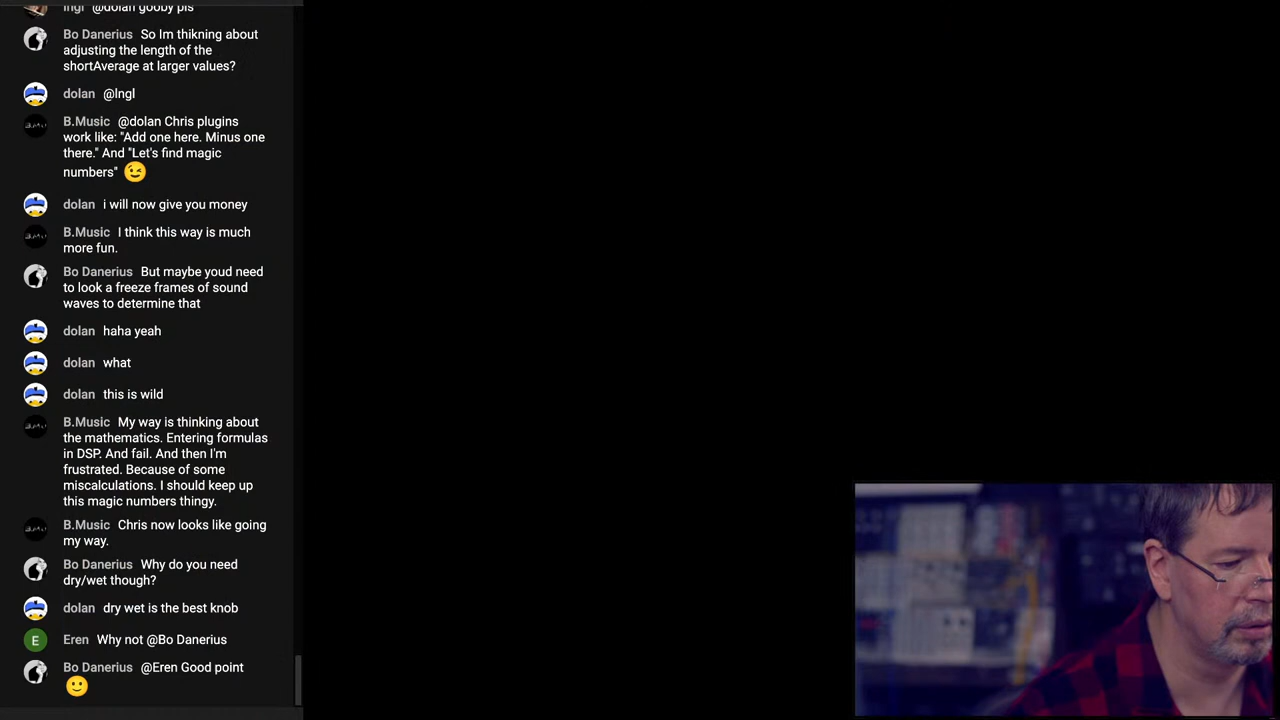 lngl @dolan gooby pls
Bo Danerius So Im thikning about
adjusting the length of the
shortAverage at larger values?
dolan @lngl
B.Music @dolan Chris plugins
work like: "Add one here. Minus one
there." And "Let's find magic
numbers" 😉
dolan i will now give you money
B.Music I think this way is much
more fun.
Bo Danerius But maybe youd need
to look a freeze frames of sound
waves to determine that
dolan haha yeah
dolan what
dolan this is wild
B.Music My way is thinking about
the mathematics. Entering formulas
in DSP. And fail. And then I'm
frustrated. Because of some
miscalculations. I should keep up
this magic numbers thingy.
B.Music Chris now looks like going
my way.
Bo Danerius Why do you need
dry/wet though?
dolan dry wet is the best knob
E Eren Why not @Bo Danerius
Bo Danerius @Eren Good point
🙂